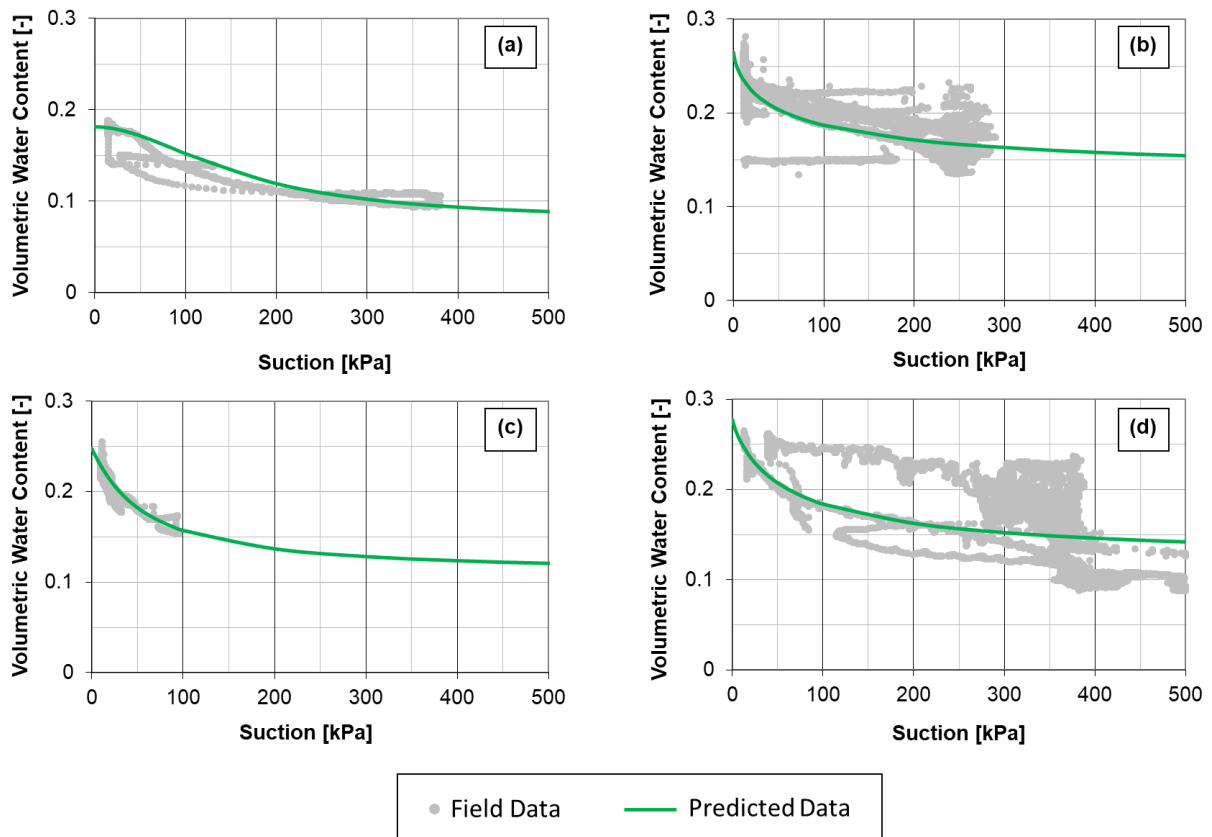 Volumetric Water Content [-]
0.3
0.2
0.1
0
(a)
0 100 200 300 400 500
Suction [kPa]
Volumetric Water Content [-]
0.3
0.2
0.1
0
(b)
0 100 200 300 400 500
Suction [kPa]
Volumetric Water Content [-]
0.3
0.2
0.1
0
(c)
0 100 200 300 400 500
Suction [kPa]
Volumetric Water Content [-]
0.3
0.2
0.1
0
(d)
0 100 200 300 400 500
Suction [kPa]
Field Data Predicted Data